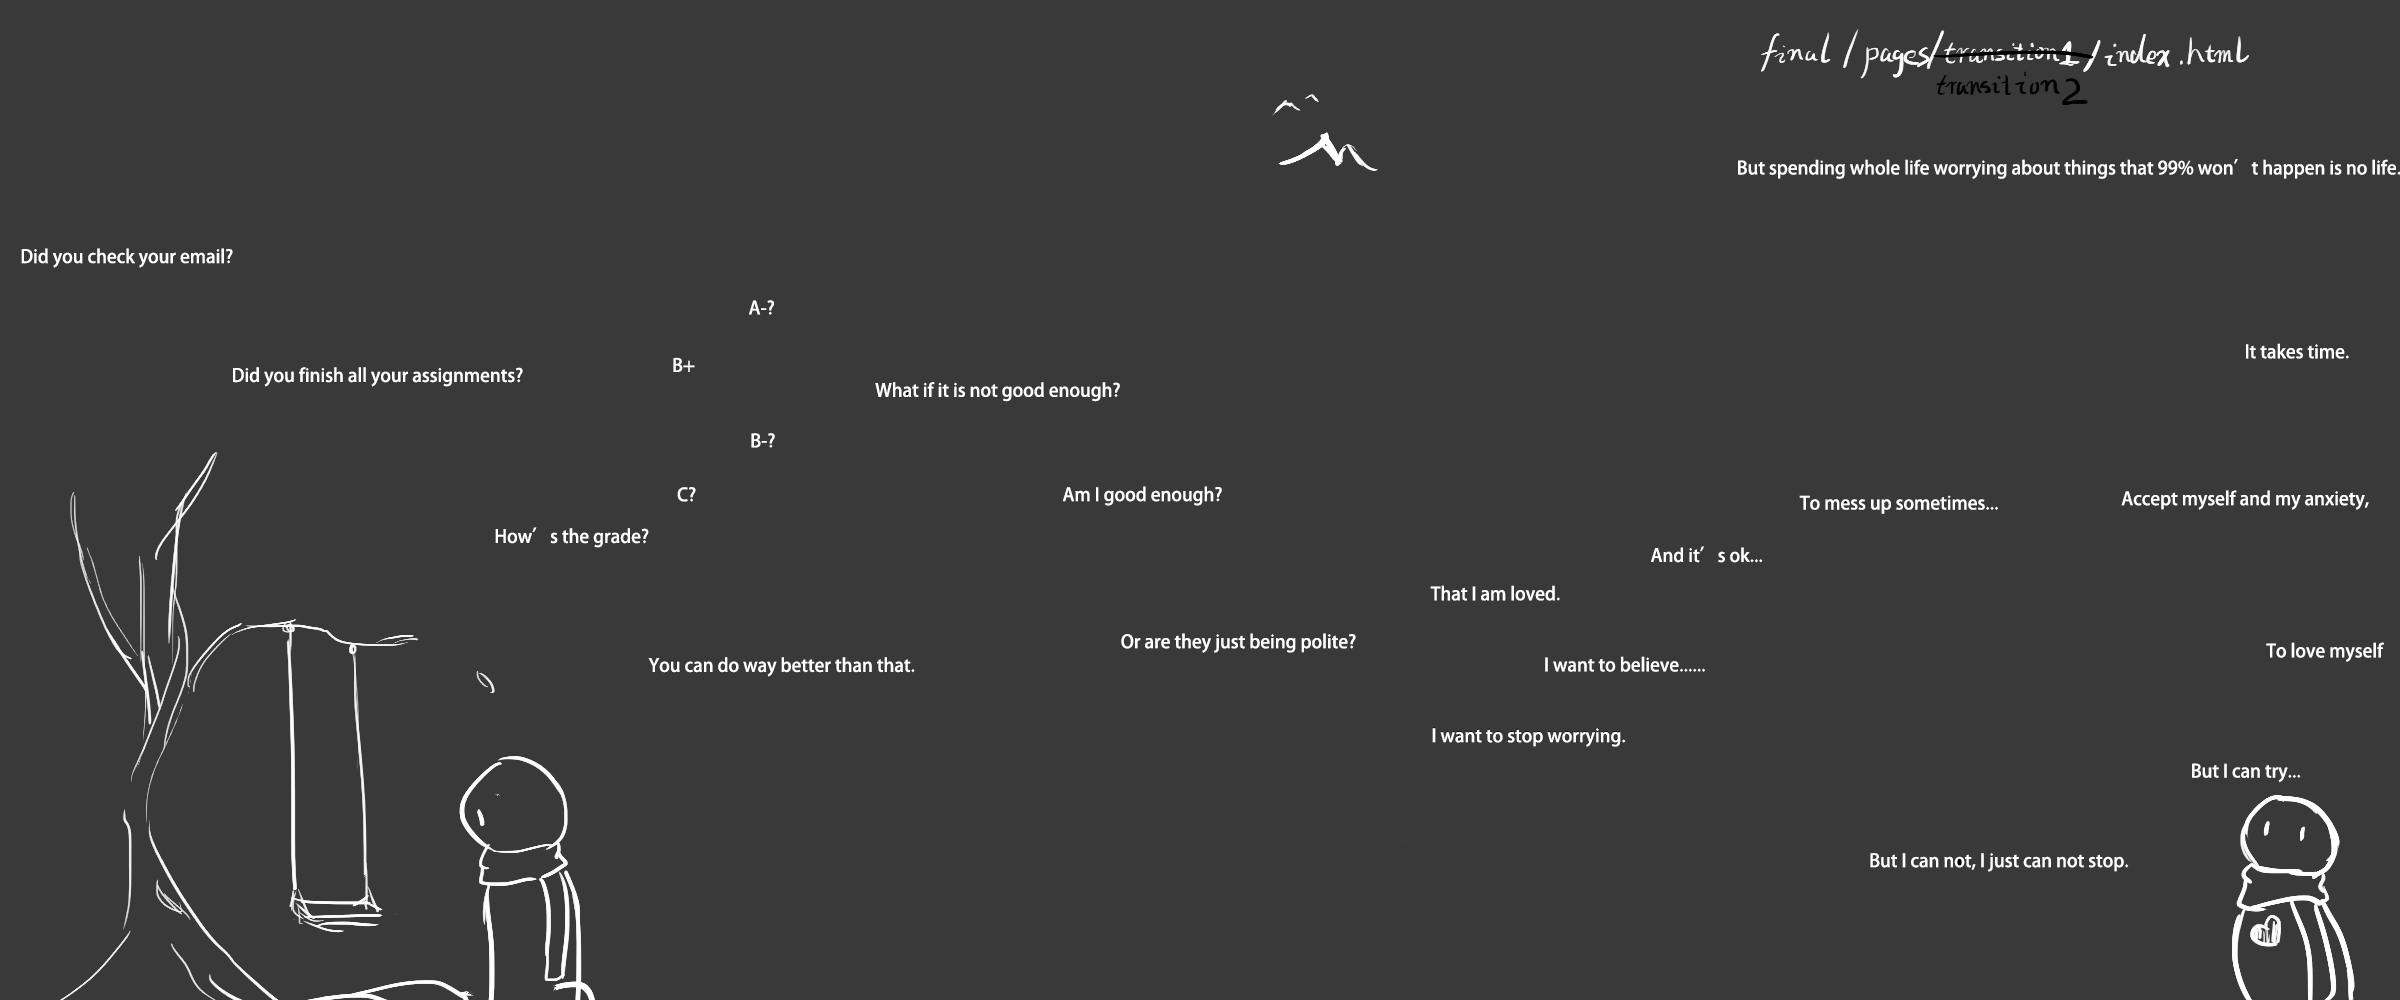 final/pages/transition1/index.html
transition2
But spending whole life worrying about things that 99% won′t happen is no life.
Did you check your email?
A-?
It takes time.
B+
Did you finish all your assignments?
What if it is not good enough?
B-?
C?
Am I good enough?
To mess up sometimes...
Accept myself and my anxiety,
How′s the grade?
And it′s ok...
That I am loved.
Or are they just being polite?
To love myself
You can do way better than that.
I want to believe......
I want to stop worrying.
But I can try...
But I can not, I just can not stop.